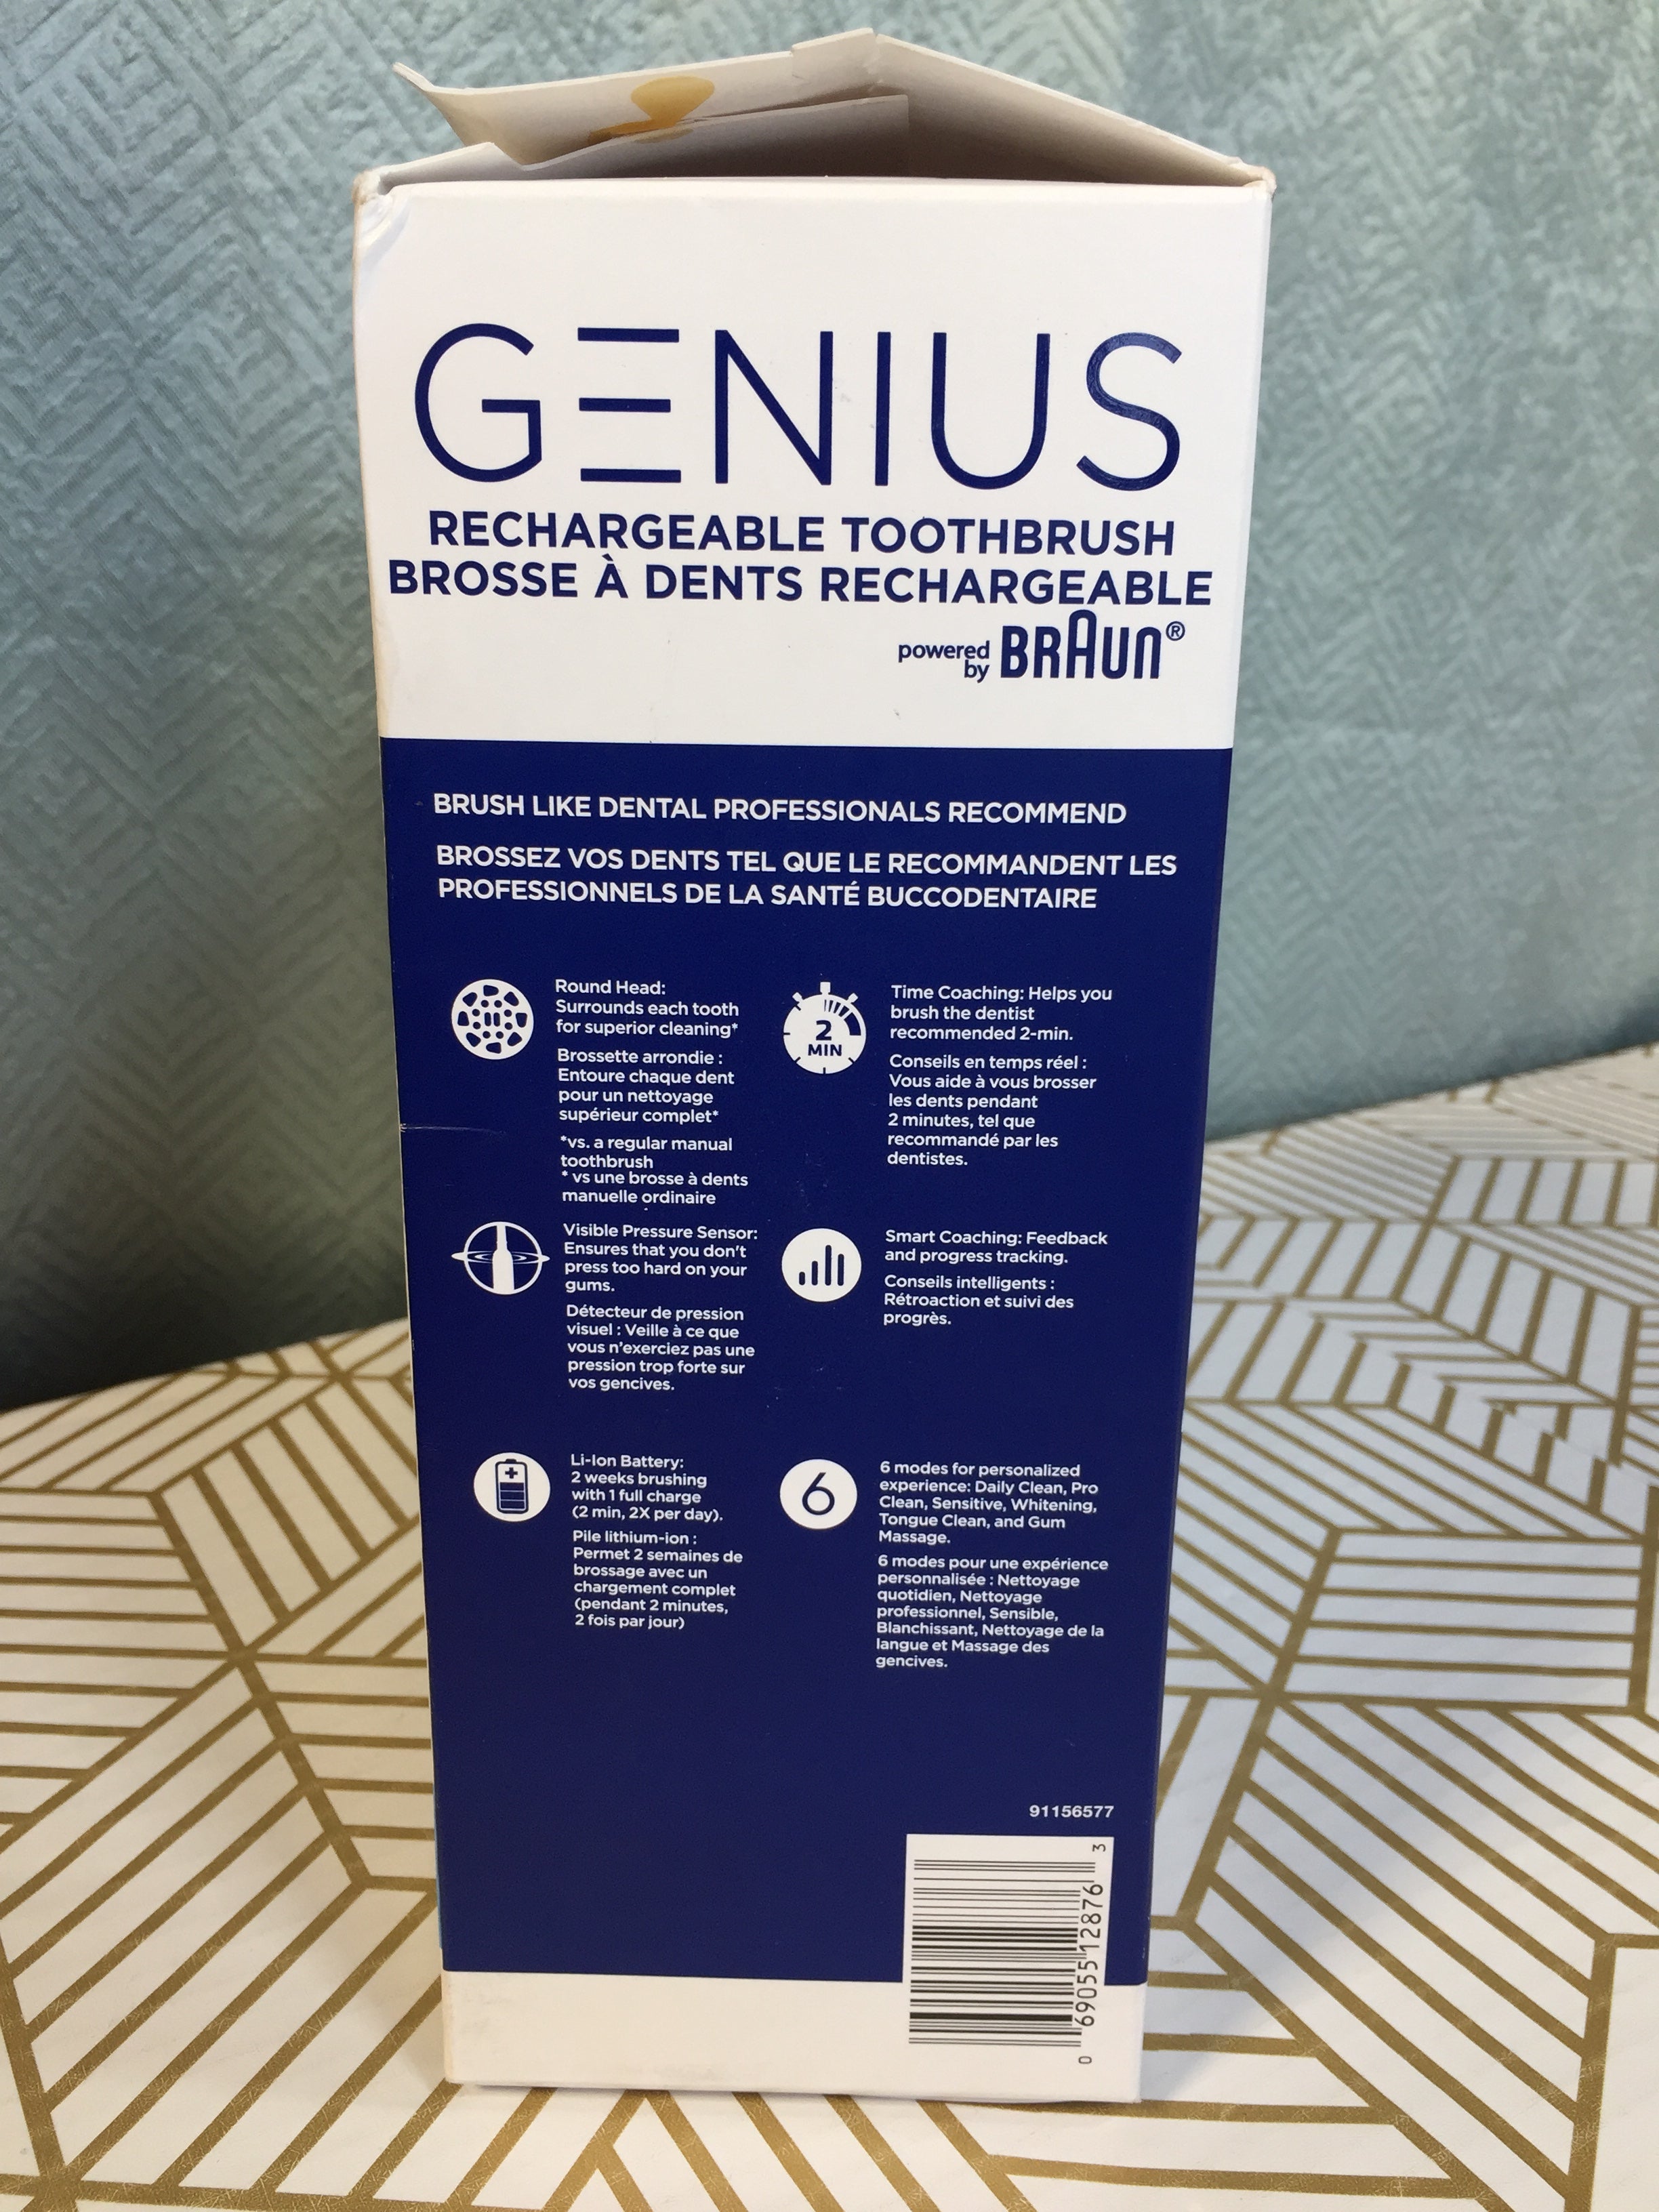 GENIUS
RECHARGEABLE TOOTHBRUSH
BROSSE À DENTS RECHARGEABLE
powered
by
BRAUN®
BRUSH LIKE DENTAL PROFESSIONALS RECOMMEND
BROSSEZ VOS DENTS TEL QUE LE RECOMMANDENT LES
PROFESSIONNELS DE LA SANTÉ BUCCODENTAIRE
Round Head:
Surrounds each tooth
for superior cleaning*
Brossette arrondie :
Entoure chaque dent
pour un nettoyage
supérieur complet*
*vs. a regular manual
toothbrush
* vs une brosse à dents
manuelle ordinaire
2
MIN
Time Coaching: Helps you
brush the dentist
recommended 2-min.
Conseils en temps réel :
Vous aide à vous brosser
les dents pendant
2 minutes, tel que
recommandé par les
dentistes.
Visible Pressure Sensor:
Ensures that you don't
press too hard on your
gums.
Détecteur de pression
visuel : Veille à ce que
vous n'exerciez pas une
pression trop forte sur
vos gencives.
Smart Coaching: Feedback
and progress tracking.
Conseils intelligents :
Rétroaction et suivi des
progrès.
Li-Ion Battery:
2 weeks brushing
with 1 full charge
(2 min, 2X per day).
Pile lithium-ion :
Permet 2 semaines de
brossage avec un
chargement complet
(pendant 2 minutes,
2 fois par jour)
6
6 modes for personalized
experience: Daily Clean, Pro
Clean, Sensitive, Whitening,
Tongue Clean, and Gum
Massage.
6 modes pour une expérience
personnalisée : Nettoyage
quotidien, Nettoyage
professionnel, Sensible,
Blanchissant, Nettoyage de la
langue et Massage des
gencives.
91156577
0 69055 12876 3